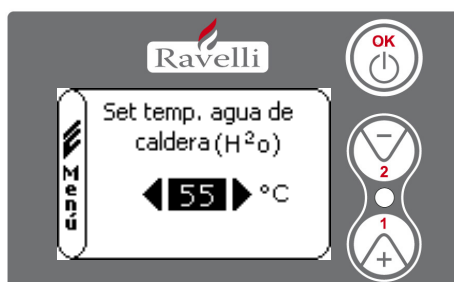 Ravelli
OK
Set temp. agua de
caldera (H²o)
◀ 55 ▶ °C
Menú
−
2
1
+